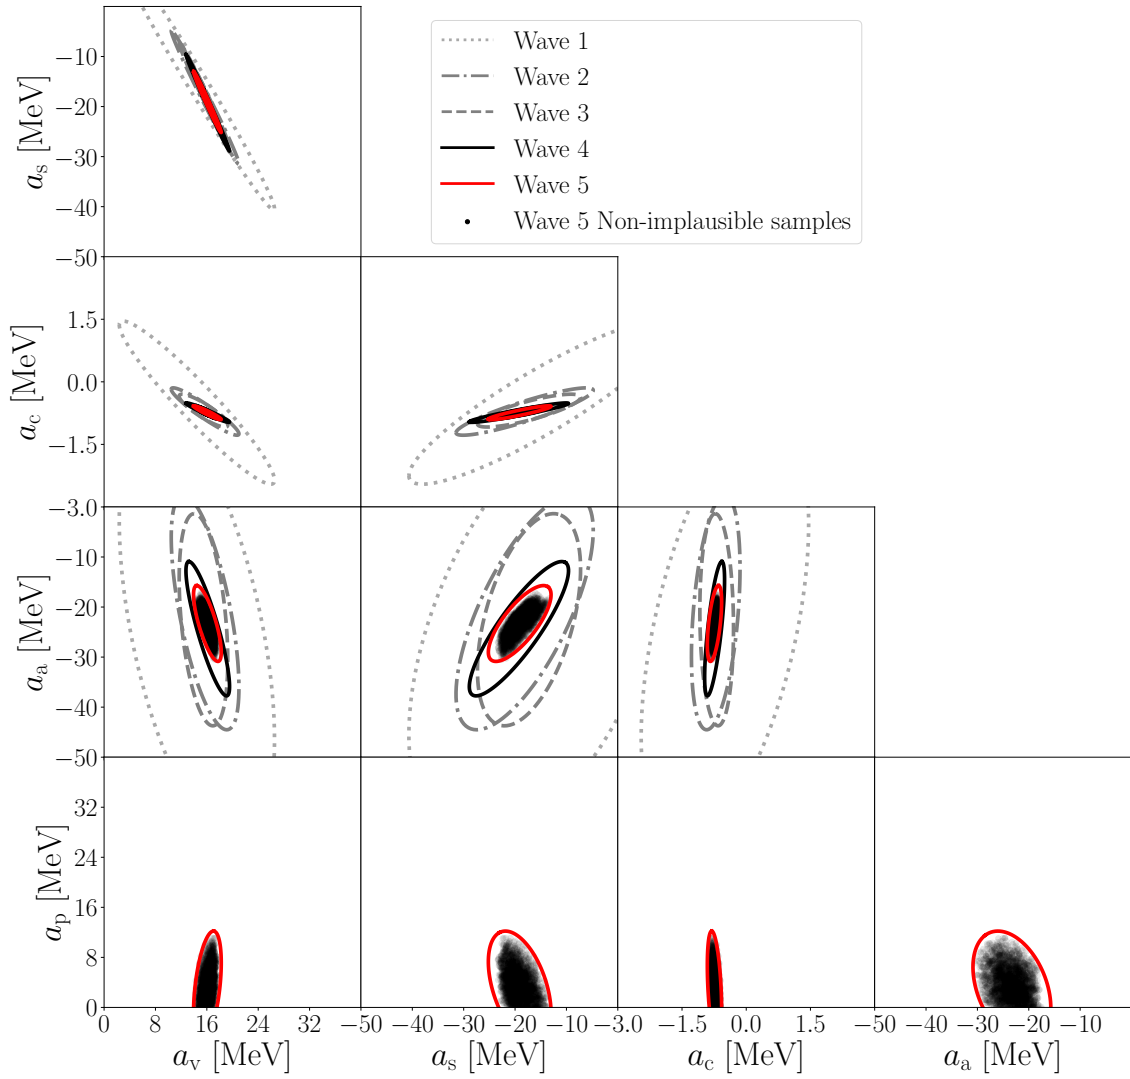 Wave 1
Wave 2
Wave 3
Wave 4
Wave 5
Wave 5 Non-implausible samples
−10
−20
−30
−40
−50
a_s [MeV]
1.5
0.0
−1.5
−3.0
a_c [MeV]
−10
−20
−30
−40
−50
a_a [MeV]
32
24
16
8
0
a_p [MeV]
0 8 16 24 32 −50 −40 −30 −20 −10 −3.0 −1.5 0.0 1.5 −50 −40 −30 −20 −10
a_v [MeV] a_s [MeV] a_c [MeV] a_a [MeV]